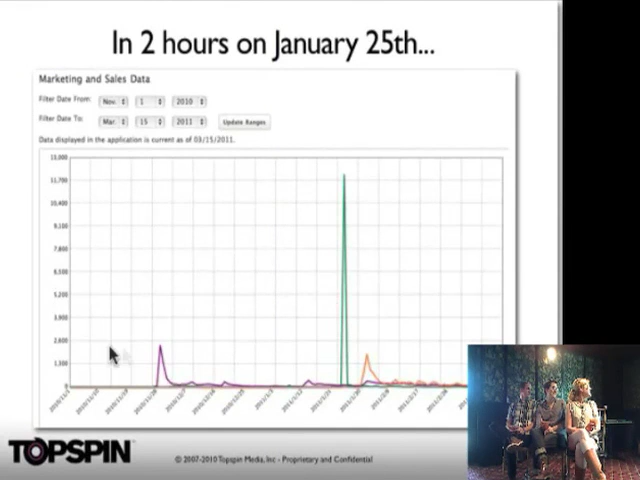 In 2 hours on January 25th...
Marketing and Sales Data
Filter Date From: Nov. 1 2010
Filter Date To: Mar. 15 2011 Update Ranges
Data displayed in the application is current as of 03/15/2011.
13,000
11,700
10,400
9,100
7,800
6,500
5,200
3,900
2,600
1,300
TOPSPIN
© 2007-2010 Topspin Media, Inc - Proprietary and Confidential